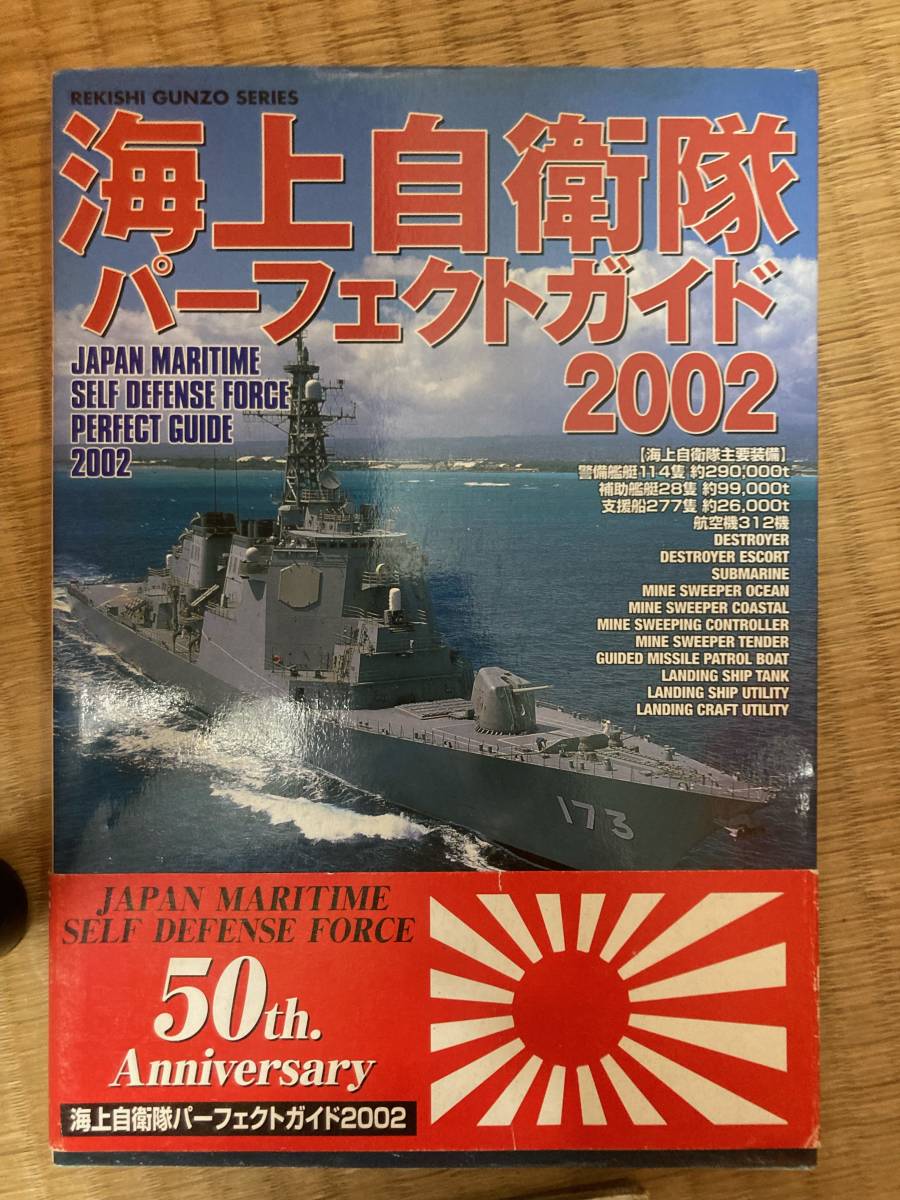 REKISHI GUNZO SERIES
海上自衛隊
パーフェクトガイド
2002
JAPAN MARITIME
SELF DEFENSE FORCE
PERFECT GUIDE
2002
【海上自衛隊主要装備】
警備艦艇114隻 約290,000t
補助艦艇28隻 約99,000t
支援船277隻 約26,000t
航空機312機
DESTROYER
DESTROYER ESCORT
SUBMARINE
MINE SWEEPER OCEAN
MINE SWEEPER COASTAL
MINE SWEEPING CONTROLLER
MINE SWEEPER TENDER
GUIDED MISSILE PATROL BOAT
LANDING SHIP TANK
LANDING SHIP UTILITY
LANDING CRAFT UTILITY
173
JAPAN MARITIME
SELF DEFENSE FORCE
50th.
Anniversary
海上自衛隊パーフェクトガイド2002